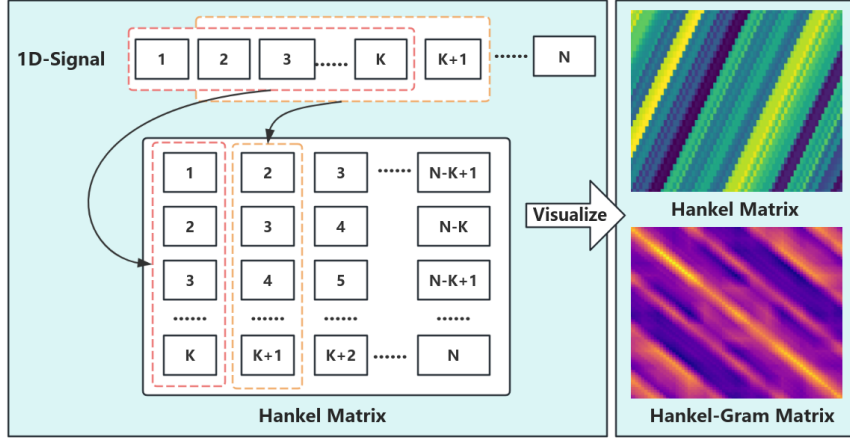 1D-Signal 1 2 3 ...... K K+1 ...... N
1 2 3 ...... N-K+1
2 3 4 N-K
3 4 5 N-K+1
...... ...... ...... ......
K K+1 K+2 ...... N
Hankel Matrix
Visualize
Hankel Matrix
Hankel-Gram Matrix